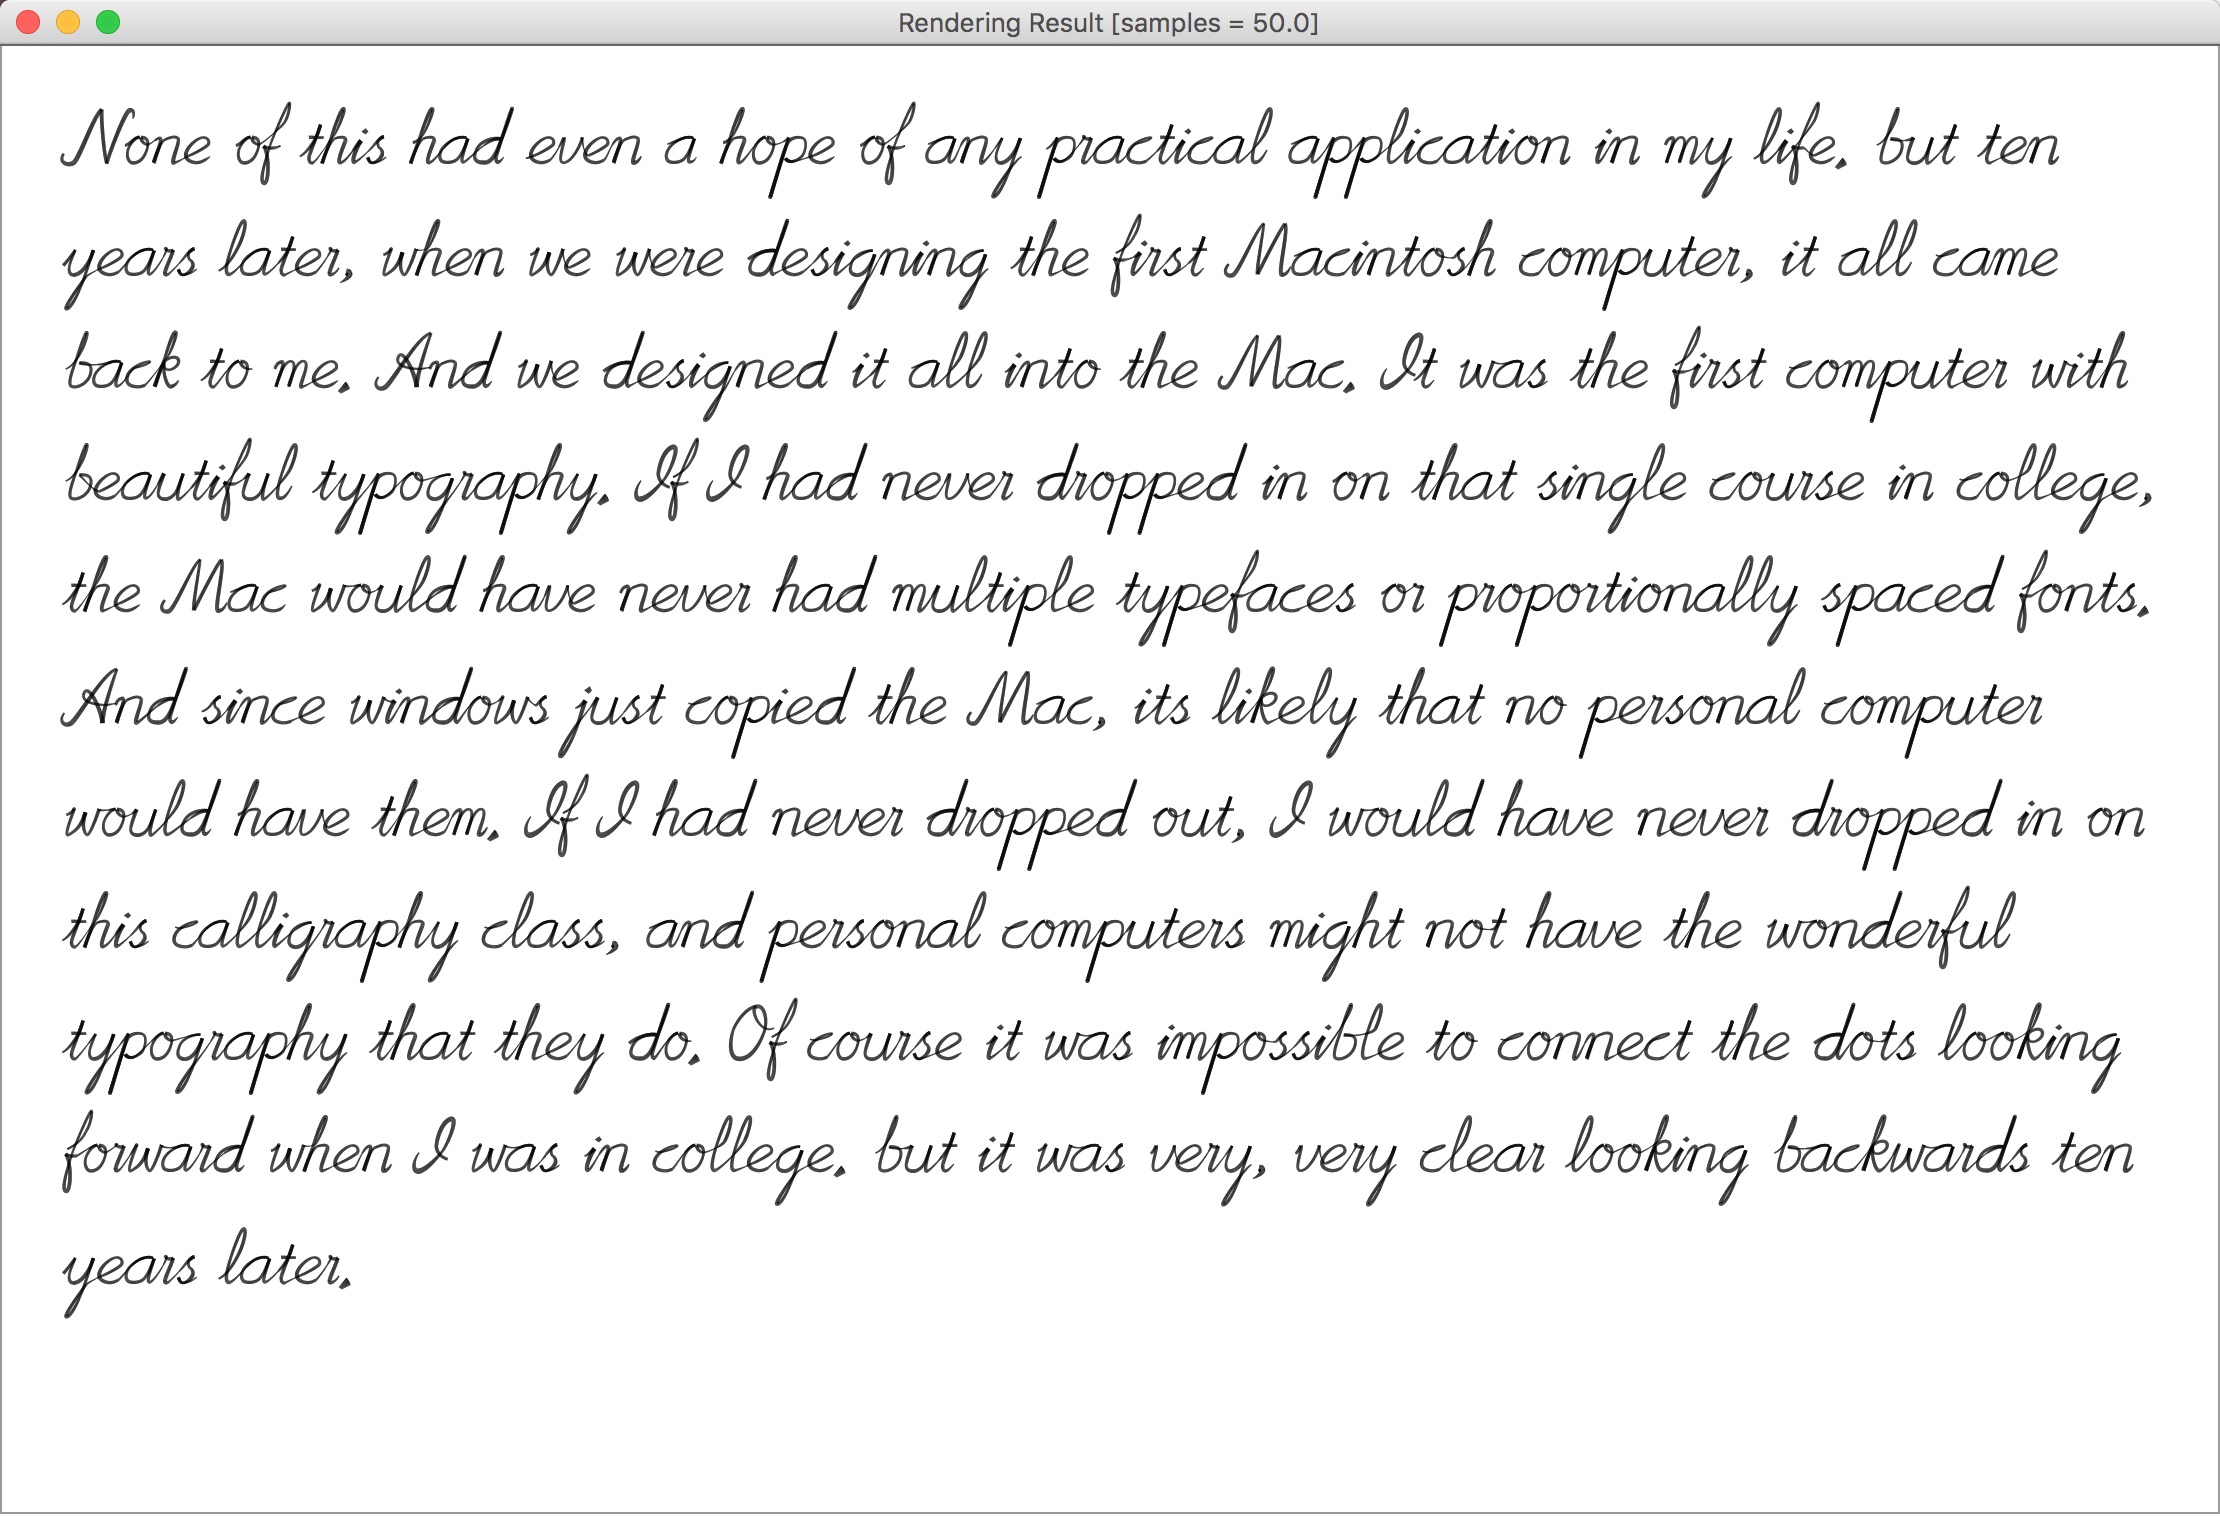 Rendering Result [samples = 50.0]
None of this had even a hope of any practical application in my life. but ten
years later, when we were designing the first Macintosh computer, it all came
back to me. And we designed it all into the Mac. It was the first computer with
beautiful typography. If I had never dropped in on that single course in college,
the Mac would have never had multiple typefaces or proportionally spaced fonts.
And since windows just copied the Mac, its likely that no personal computer
would have them. If I had never dropped out, I would have never dropped in on
this calligraphy class, and personal computers might not have the wonderful
typography that they do. Of course it was impossible to connect the dots looking
forward when I was in college. but it was very, very clear looking backwards ten
years later.